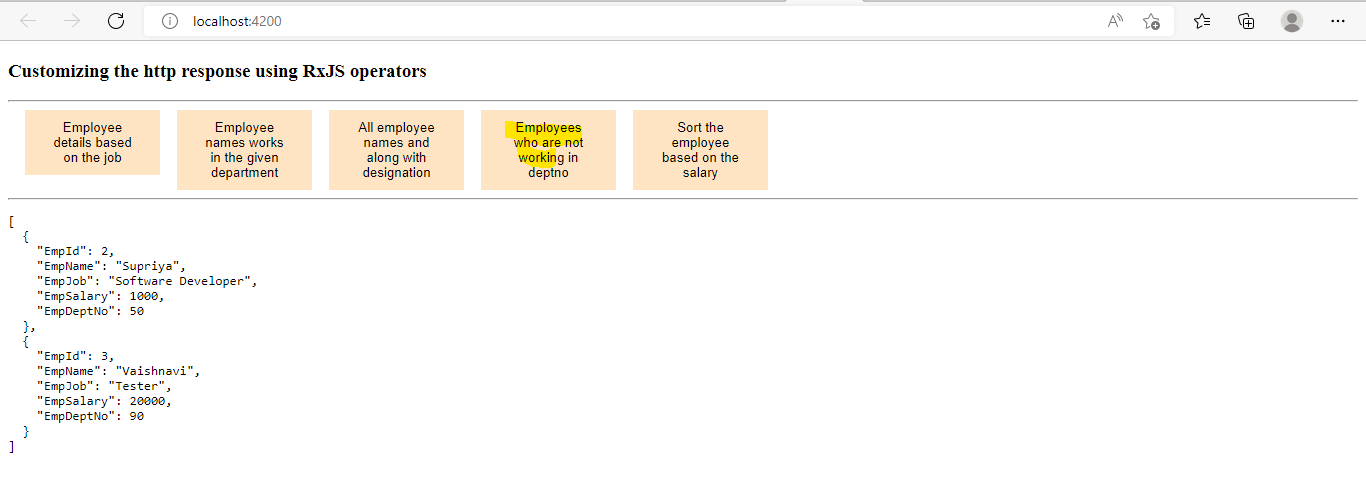 localhost:4200
Customizing the http response using RxJS operators
Employee
details based
on the job
Employee
names works
in the given
department
All employee
names and
along with
designation
Employees
who are not
working in
deptno
Sort the
employee
based on the
salary
[
  {
    "EmpId": 2,
    "EmpName": "Supriya",
    "EmpJob": "Software Developer",
    "EmpSalary": 1000,
    "EmpDeptNo": 50
  },
  {
    "EmpId": 3,
    "EmpName": "Vaishnavi",
    "EmpJob": "Tester",
    "EmpSalary": 20000,
    "EmpDeptNo": 90
  }
]